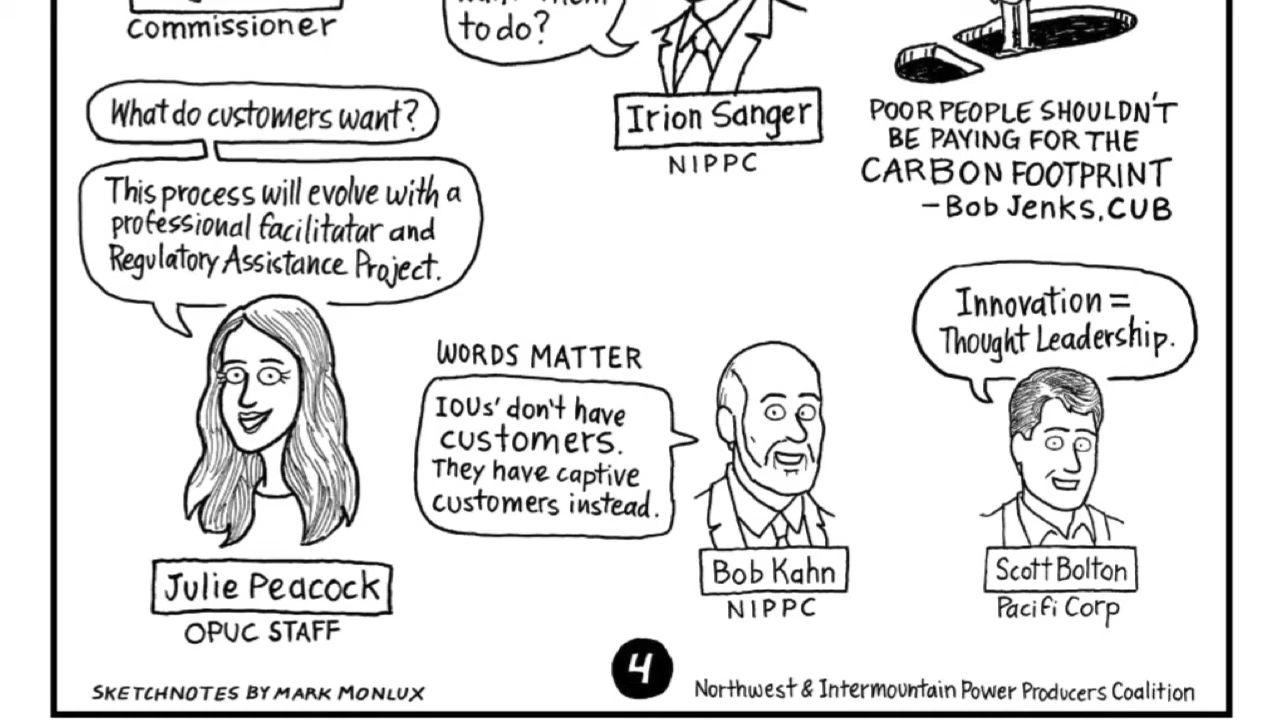 Commissioner
to do?
What do customers want?
This process will evolve with a
professional facilitatar and
Regulatory Assistance Project.
Julie Peacock
OPUC STAFF
Irion Sanger
NIPPC
POOR PEOPLE SHOULDN'T
BE PAYING FOR THE
CARBON FOOTPRINT
–Bob Jenks, CUB
WORDS MATTER
IOUs' don't have
customers.
They have captive
customers instead.
Bob Kahn
NIPPC
Innovation =
Thought Leadership.
Scott Bolton
Pacifi Corp
SKETCHNOTES BY MARK MONLUX
4
Northwest & Intermountain Power Producers Coalition